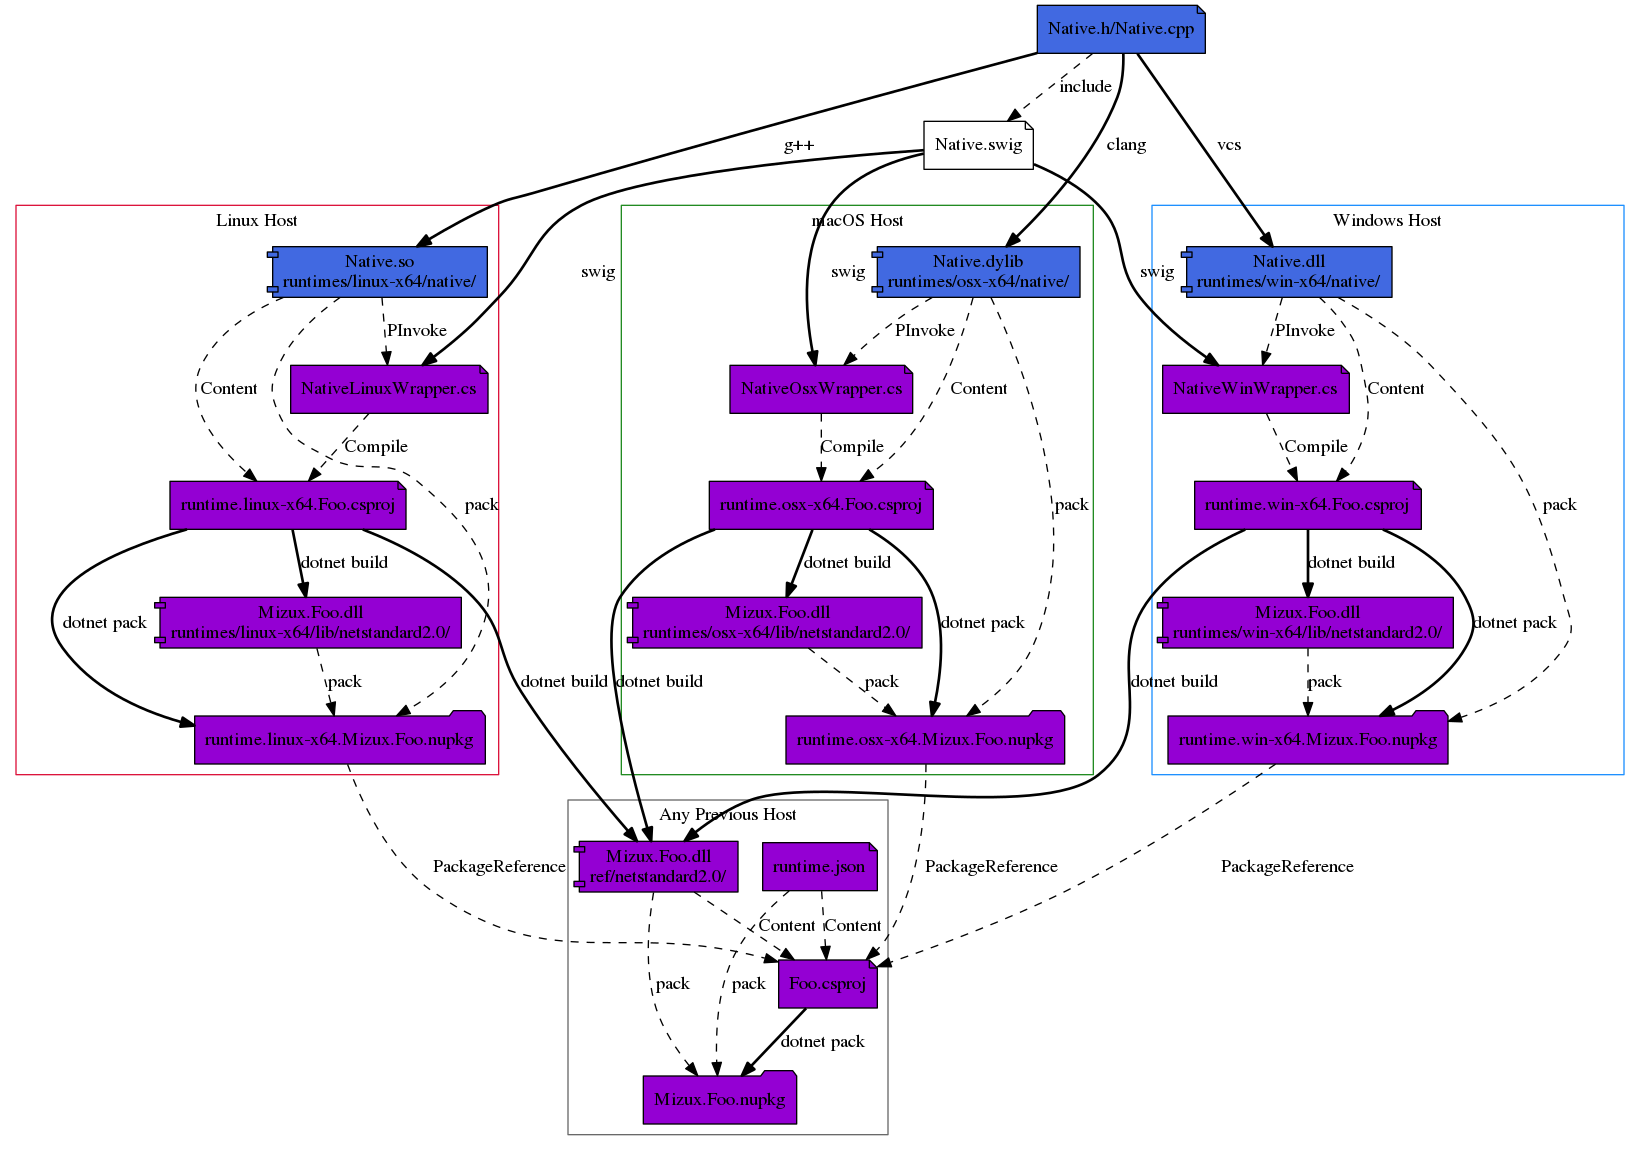 Native.h/Native.cpp
include
Native.swig
g++
clang
vcs
Linux Host
macOS Host
Windows Host
Native.so
runtimes/linux-x64/native/
swig
swig
Native.dylib
runtimes/osx-x64/native/
swig
Native.dll
runtimes/win-x64/native/
PInvoke
PInvoke
PInvoke
Content
NativeLinuxWrapper.cs
NativeOsxWrapper.cs
Content
NativeWinWrapper.cs
Content
Compile
Compile
Compile
runtime.linux-x64.Foo.csproj
pack
runtime.osx-x64.Foo.csproj
pack
runtime.win-x64.Foo.csproj
pack
dotnet build
dotnet build
dotnet build
dotnet pack
Mizux.Foo.dll
runtimes/linux-x64/lib/netstandard2.0/
Mizux.Foo.dll
runtimes/osx-x64/lib/netstandard2.0/
dotnet pack
Mizux.Foo.dll
runtimes/win-x64/lib/netstandard2.0/
dotnet pack
pack
dotnet build
dotnet build
pack
dotnet build
pack
runtime.linux-x64.Mizux.Foo.nupkg
runtime.osx-x64.Mizux.Foo.nupkg
runtime.win-x64.Mizux.Foo.nupkg
Any Previous Host
PackageReference
Mizux.Foo.dll
ref/netstandard2.0/
runtime.json
PackageReference
PackageReference
Content
Content
pack
pack
Foo.csproj
dotnet pack
Mizux.Foo.nupkg